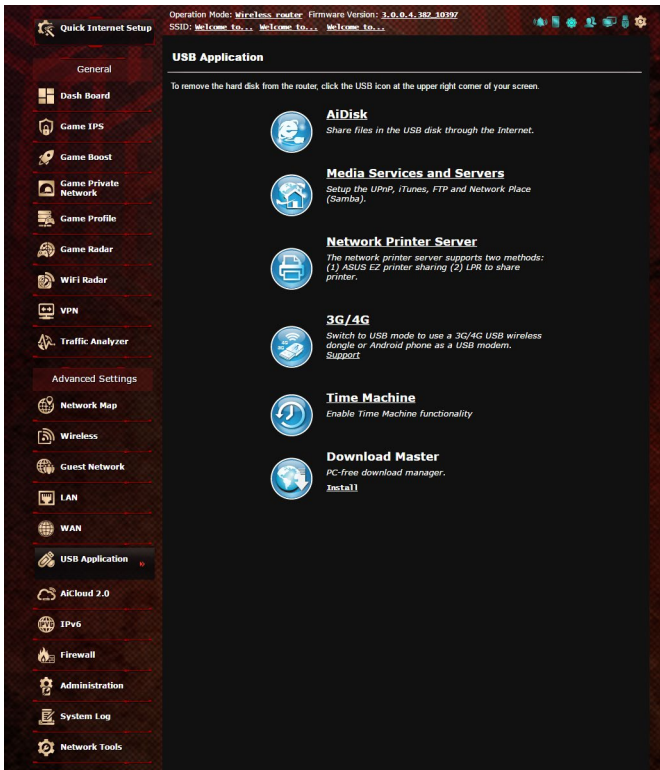 Quick Internet Setup
Operation Mode: Wireless router Firmware Version: 3.0.0.4.382_10397
SSID: Welcome to... Welcome to... Welcome to...
General
Dash Board
Game IPS
Game Boost
Game Private
Network
Game Profile
Game Radar
WiFi Radar
VPN
Traffic Analyzer
Advanced Settings
Network Map
Wireless
Guest Network
LAN
WAN
USB Application
AiCloud 2.0
IPv6
Firewall
Administration
System Log
Network Tools
USB Application
To remove the hard disk from the router, click the USB icon at the upper right corner of your screen.
AiDisk
Share files in the USB disk through the Internet.
Media Services and Servers
Setup the UPnP, iTunes, FTP and Network Place
(Samba).
Network Printer Server
The network printer server supports two methods:
(1) ASUS EZ printer sharing (2) LPR to share
printer.
3G/4G
Switch to USB mode to use a 3G/4G USB wireless
dongle or Android phone as a USB modem.
Support
Time Machine
Enable Time Machine functionality
Download Master
PC-free download manager.
Install